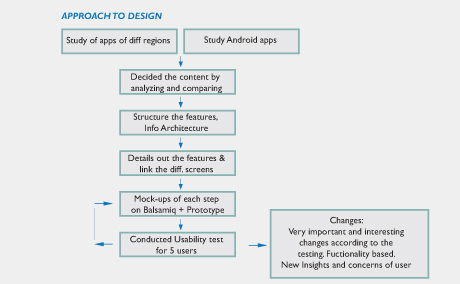 APPROACH TO DESIGN
Study of apps of diff regions
Study Android apps
Decided the content by
analyzing and comparing
Structure the features,
Info Architecture
Details out the features &
link the diff. screens
Mock-ups of each step
on Balsamiq + Prototype
Conducted Usability test
for 5 users
Changes:
Very important and interesting
changes according to the
testing. Fuctionality based.
New Insights and concerns of user